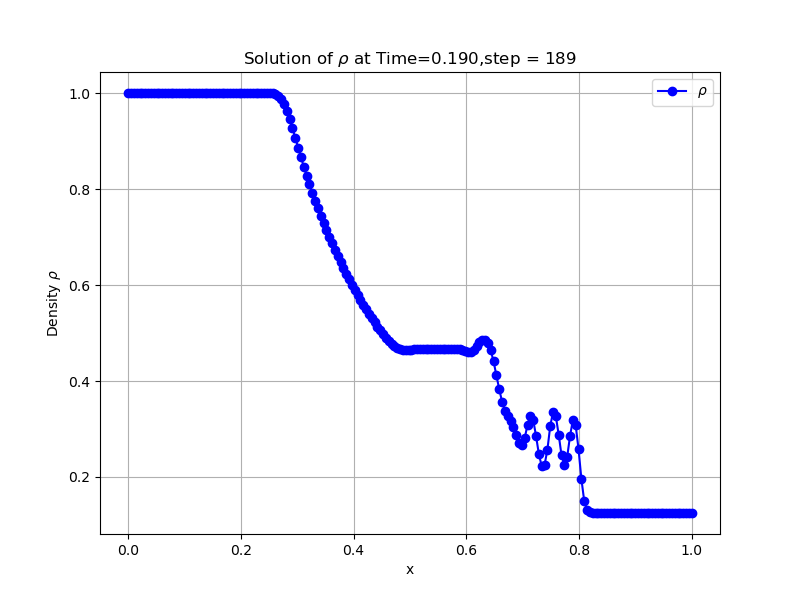 Solution of ρ at Time=0.190,step = 189
ρ
1.0
0.8
0.6
0.4
0.2
Density ρ
0.0
0.2
0.4
0.6
0.8
1.0
x